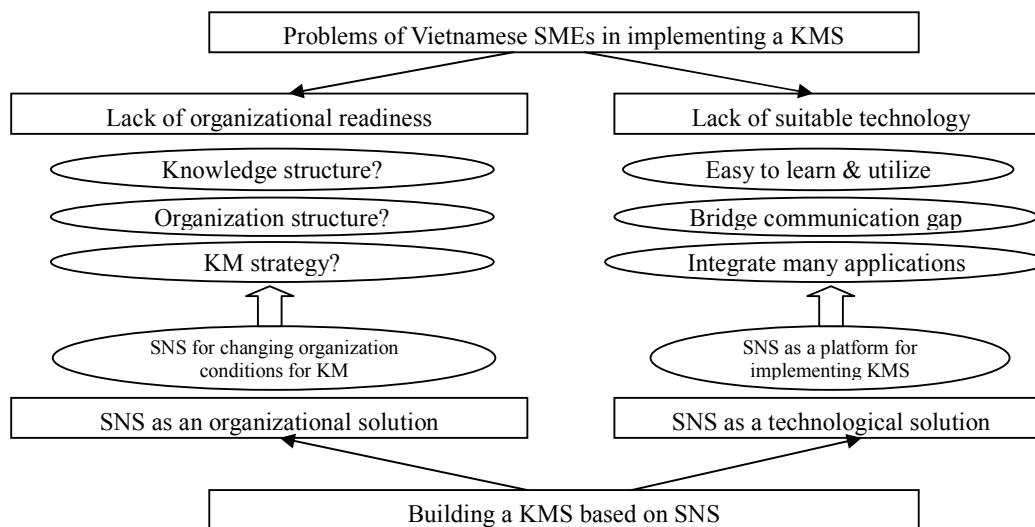 Problems of Vietnamese SMEs in implementing a KMS
Lack of organizational readiness
Lack of suitable technology
Knowledge structure?
Easy to learn & utilize
Organization structure?
Bridge communication gap
KM strategy?
Integrate many applications
SNS for changing organization
conditions for KM
SNS as a platform for
implementing KMS
SNS as an organizational solution
SNS as a technological solution
Building a KMS based on SNS